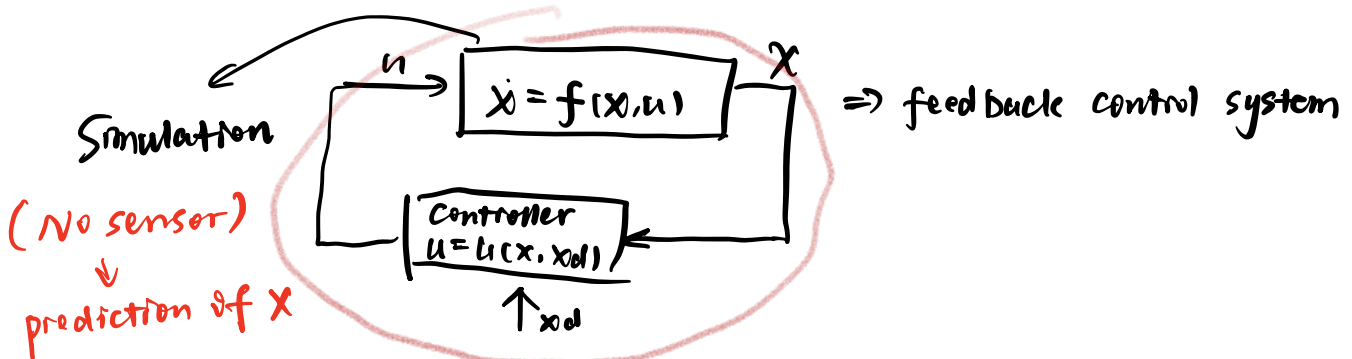 u
ẋ = f(x,u)
x
⇒ feedback control system
Simulation
(No sensor)
↓
prediction of x
controller
u = u(x, xd)
↑ xd